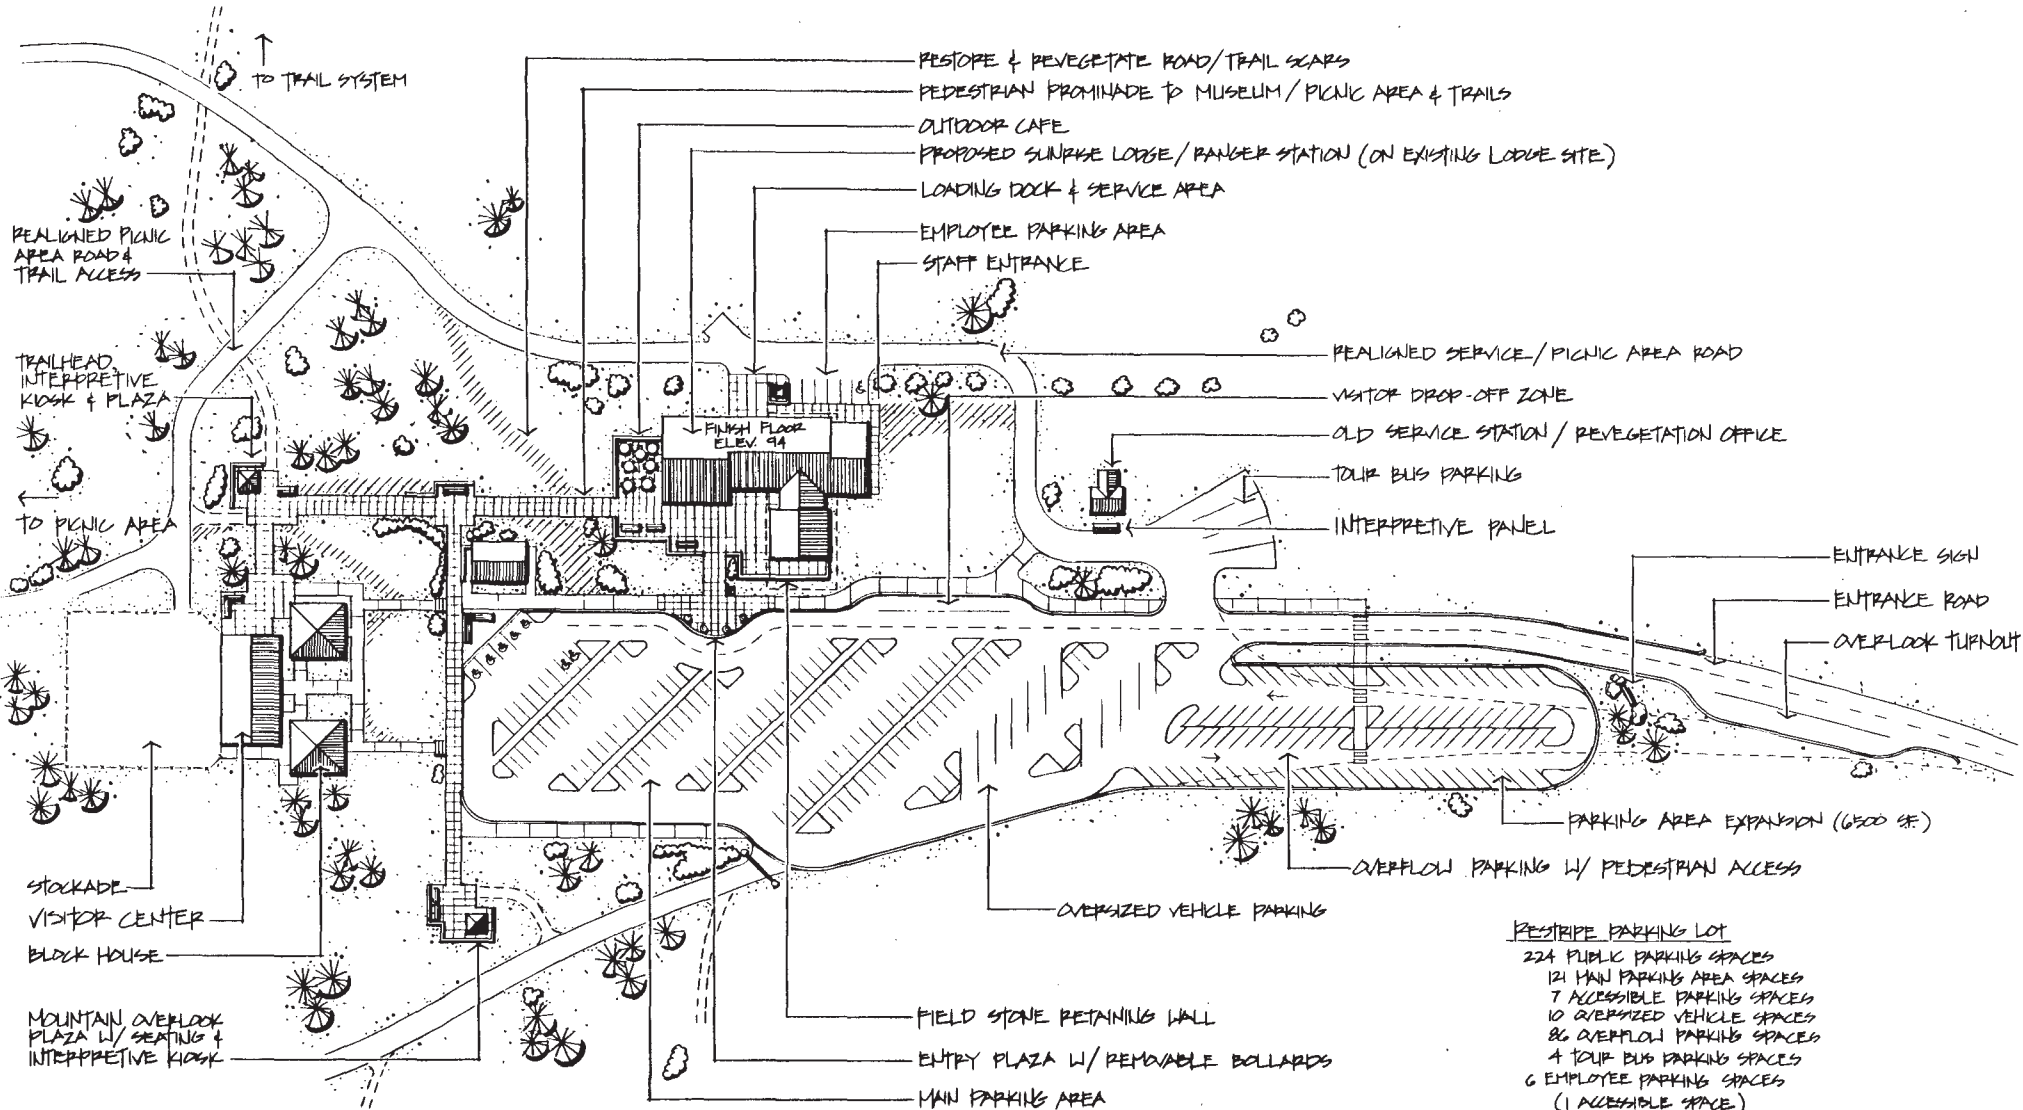 TO TRAIL SYSTEM
RESTORE & REVEGETATE ROAD/TRAIL SCARS
PEDESTRIAN PROMINADE TO MUSEUM/PICNIC AREA & TRAILS
OUTDOOR CAFE
PROPOSED SUNRISE LODGE/RANGER STATION (ON EXISTING LODGE SITE)
LOADING DOCK & SERVICE AREA
EMPLOYEE PARKING AREA
STAFF ENTRANCE
REALIGNED PICNIC
AREA ROAD &
TRAIL ACCESS
TRAILHEAD,
INTERPRETIVE
KIOSK & PLAZA
TO PICNIC AREA
FINISH FLOOR
ELEV. 94
REALIGNED SERVICE/PICNIC AREA ROAD
VISITOR DROP-OFF ZONE
OLD SERVICE STATION/REVEGETATION OFFICE
TOUR BUS PARKING
INTERPRETIVE PANEL
ENTRANCE SIGN
ENTRANCE ROAD
OVERLOOK TURNOUT
PARKING AREA EXPANSION (6500 SF.)
OVERFLOW PARKING W/ PEDESTRIAN ACCESS
OVERSIZED VEHICLE PARKING
STOCKADE
VISITOR CENTER
BLOCK HOUSE
MOUNTAIN OVERLOOK
PLAZA W/ SEATING &
INTERPRETIVE KIOSK
FIELD STONE RETAINING WALL
ENTRY PLAZA W/ REMOVABLE BOLLARDS
MAIN PARKING AREA
RESTRIPE PARKING LOT
224 PUBLIC PARKING SPACES
121 MAIN PARKING AREA SPACES
7 ACCESSIBLE PARKING SPACES
10 OVERSIZED VEHICLE SPACES
86 OVERFLOW PARKING SPACES
4 TOUR BUS PARKING SPACES
6 EMPLOYEE PARKING SPACES
(1 ACCESSIBLE SPACE)